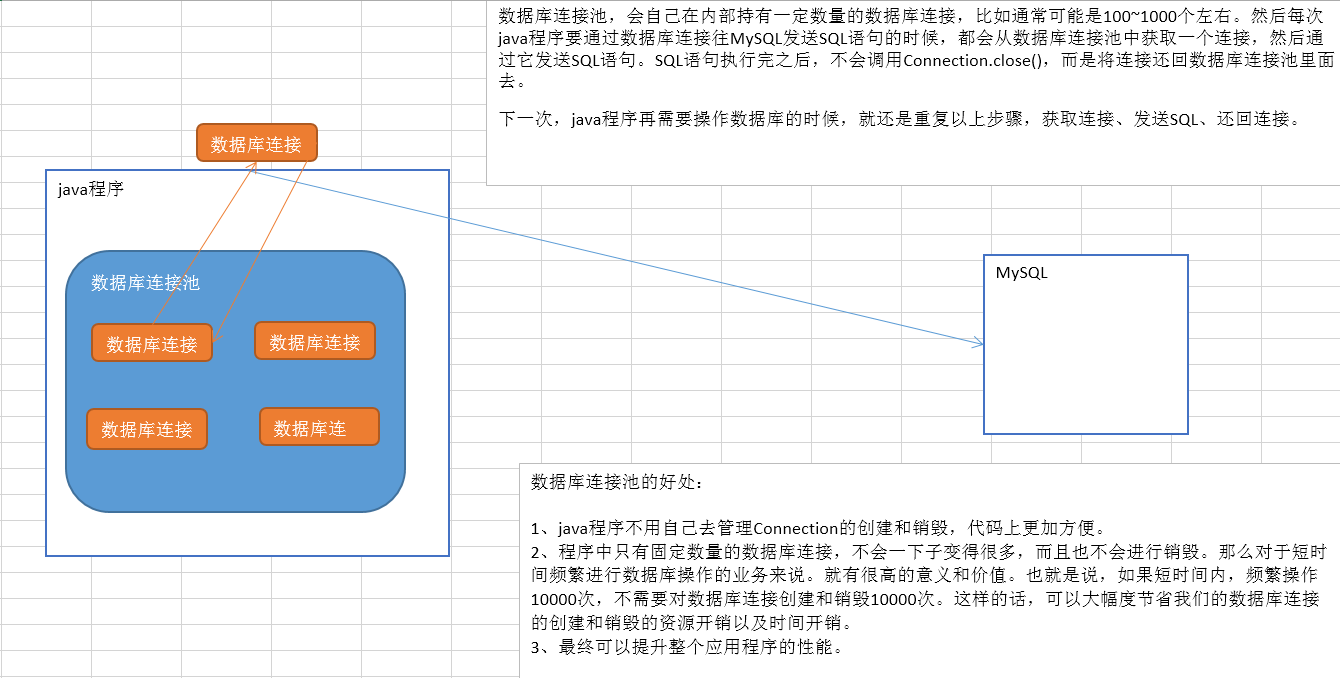 数据库连接池，会自己在内部持有一定数量的数据库连接，比如通常可能是100~1000个左右。然后每次
java程序要通过数据库连接往MySQL发送SQL语句的时候，都会从数据库连接池中获取一个连接，然后通
过它发送SQL语句。SQL语句执行完之后，不会调用Connection.close()，而是将连接还回数据库连接池里面
去。
下一次，java程序再需要操作数据库的时候，就还是重复以上步骤，获取连接、发送SQL、还回连接。
数据库连接
java程序
数据库连接池
数据库连接
数据库连接
数据库连接
数据库连
MySQL
数据库连接池的好处：
1、java程序不用自己去管理Connection的创建和销毁，代码上更加方便。
2、程序中只有固定数量的数据库连接，不会一下子变得很多，而且也不会进行销毁。那么对于短时
间频繁进行数据库操作的业务来说。就有很高的意义和价值。也就是说，如果短时间内，频繁操作
10000次，不需要对数据库连接创建和销毁10000次。这样的话，可以大幅度节省我们的数据库连接
的创建和销毁的资源开销以及时间开销。
3、最终可以提升整个应用程序的性能。